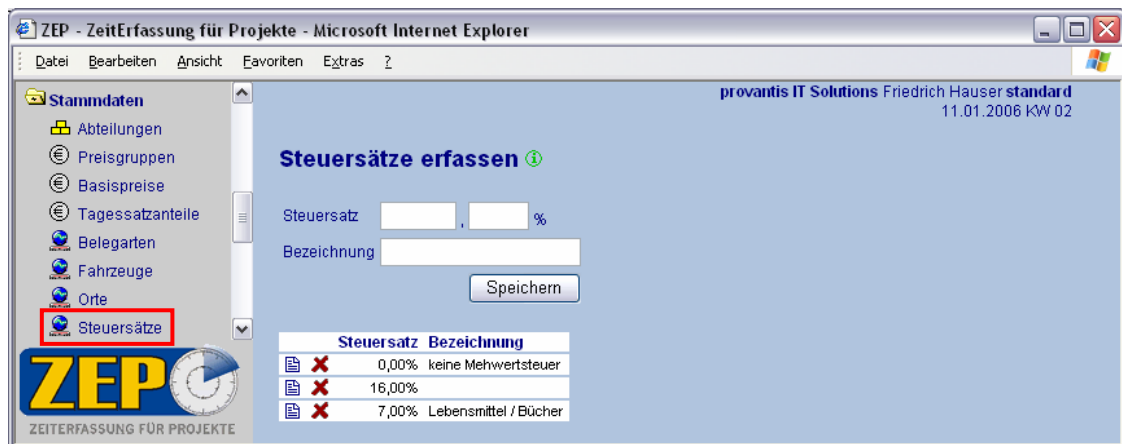 ZEP - ZeitErfassung für Projekte - Microsoft Internet Explorer
Datei Bearbeiten Ansicht Favoriten Extras ?
Stammdaten
Abteilungen
Preisgruppen
Basispreise
Tagessatzanteile
Belegarten
Fahrzeuge
Orte
Steuersätze
ZEP
ZEITERFASSUNG FÜR PROJEKTE
provantis IT Solutions Friedrich Hauser standard
11.01.2006 KW 02
Steuersätze erfassen
Steuersatz , %
Bezeichnung
Speichern
Steuersatz Bezeichnung
0,00% keine Mehwertsteuer
16,00%
7,00% Lebensmittel / Bücher